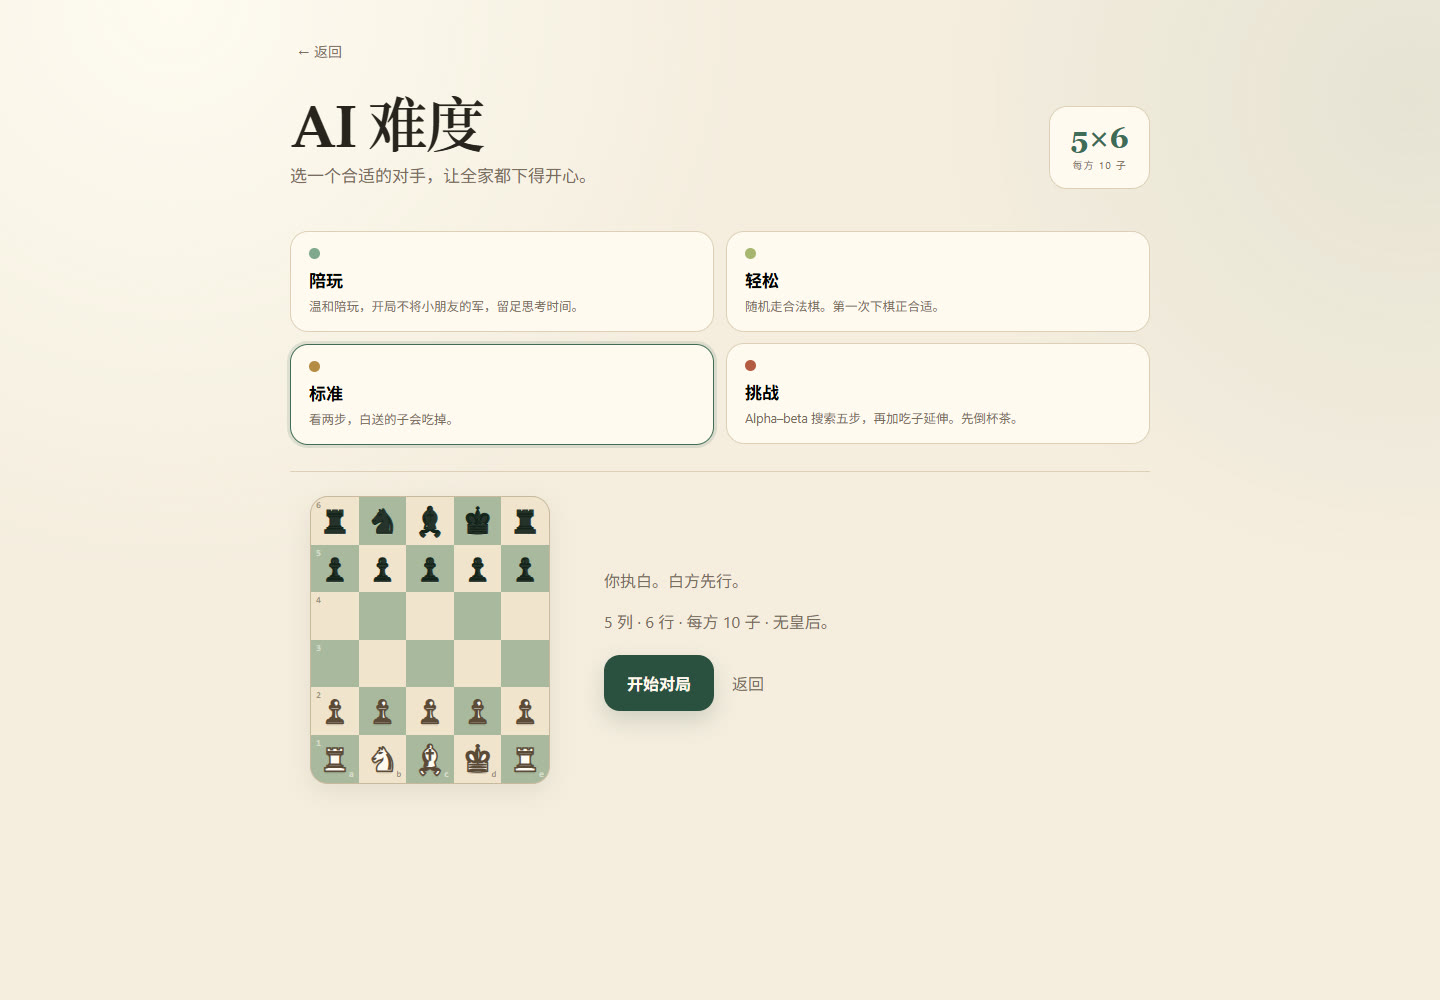 ← 返回
AI 难度
选一个合适的对手，让全家都下得开心。
5×6
每方 10 子
陪玩
温和陪玩，开局不将小朋友的军，留足思考时间。
轻松
随机走合法棋。第一次下棋正合适。
标准
看两步，白送的子会吃掉。
挑战
Alpha–beta 搜索五步，再加吃子延伸。先倒杯茶。
6
5
4
3
2
1
a b c d e
你执白。白方先行。
5 列 · 6 行 · 每方 10 子 · 无皇后。
开始对局 返回